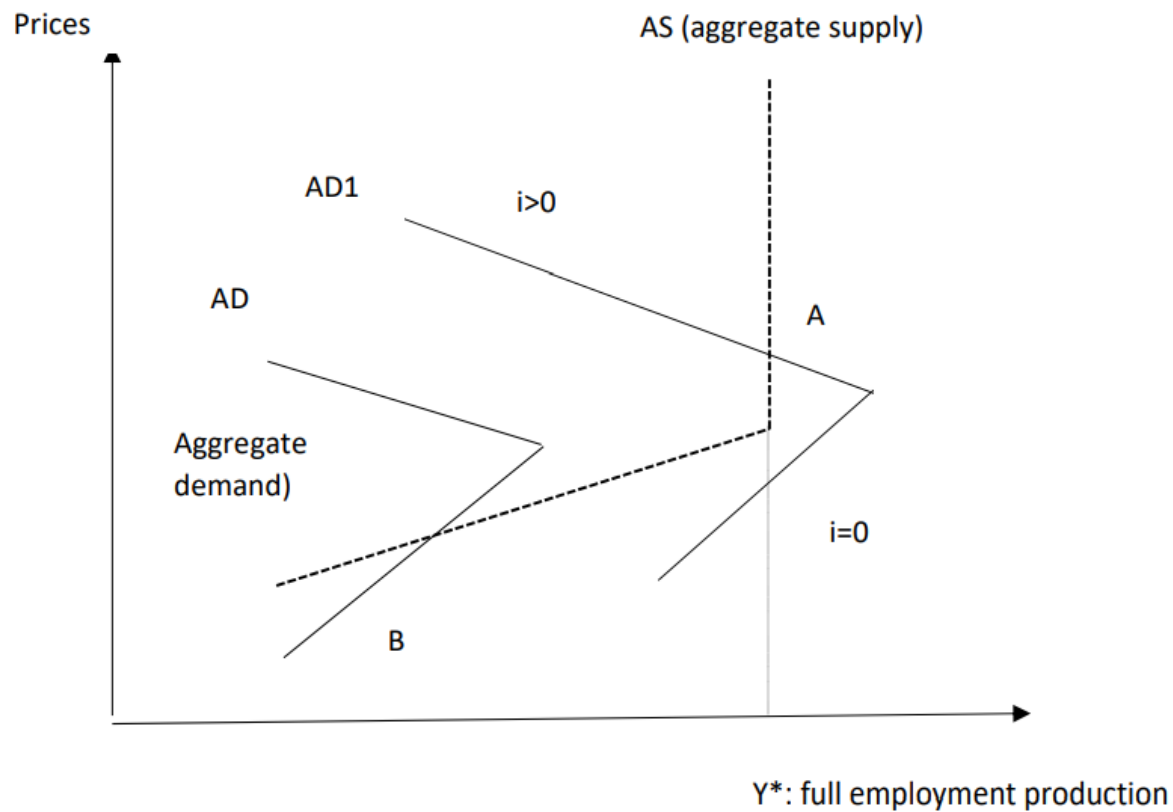 Prices
AS (aggregate supply)
AD1
i>0
AD
A
Aggregate
demand)
i=0
B
Y*: full employment production